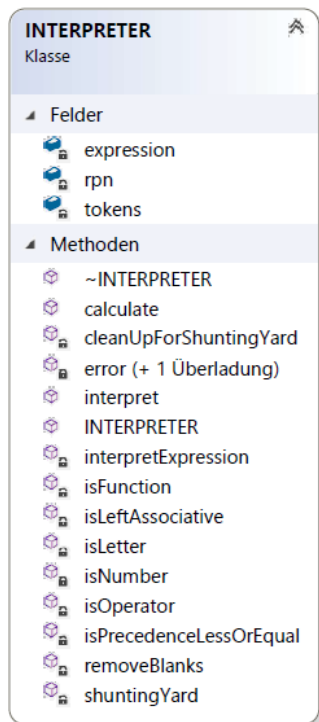 INTERPRETER
Klasse
Felder
expression
rpn
tokens
Methoden
~INTERPRETER
calculate
cleanUpForShuntingYard
error (+ 1 Überladung)
interpret
INTERPRETER
interpretExpression
isFunction
isLeftAssociative
isLetter
isNumber
isOperator
isPrecedenceLessOrEqual
removeBlanks
shuntingYard